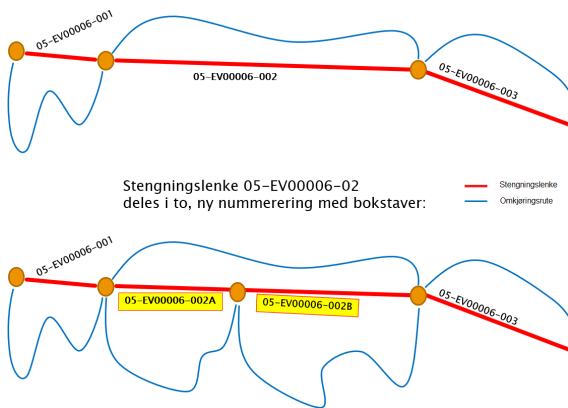 05-EV00006-001
05-EV00006-002
05-EV00006-003
Stengningslenke 05-EV00006-02
deles i to, ny nummerering med bokstaver:
Stengningslenke
Omkjøringsrute
05-EV00006-001
05-EV00006-002A
05-EV00006-002B
05-EV00006-003